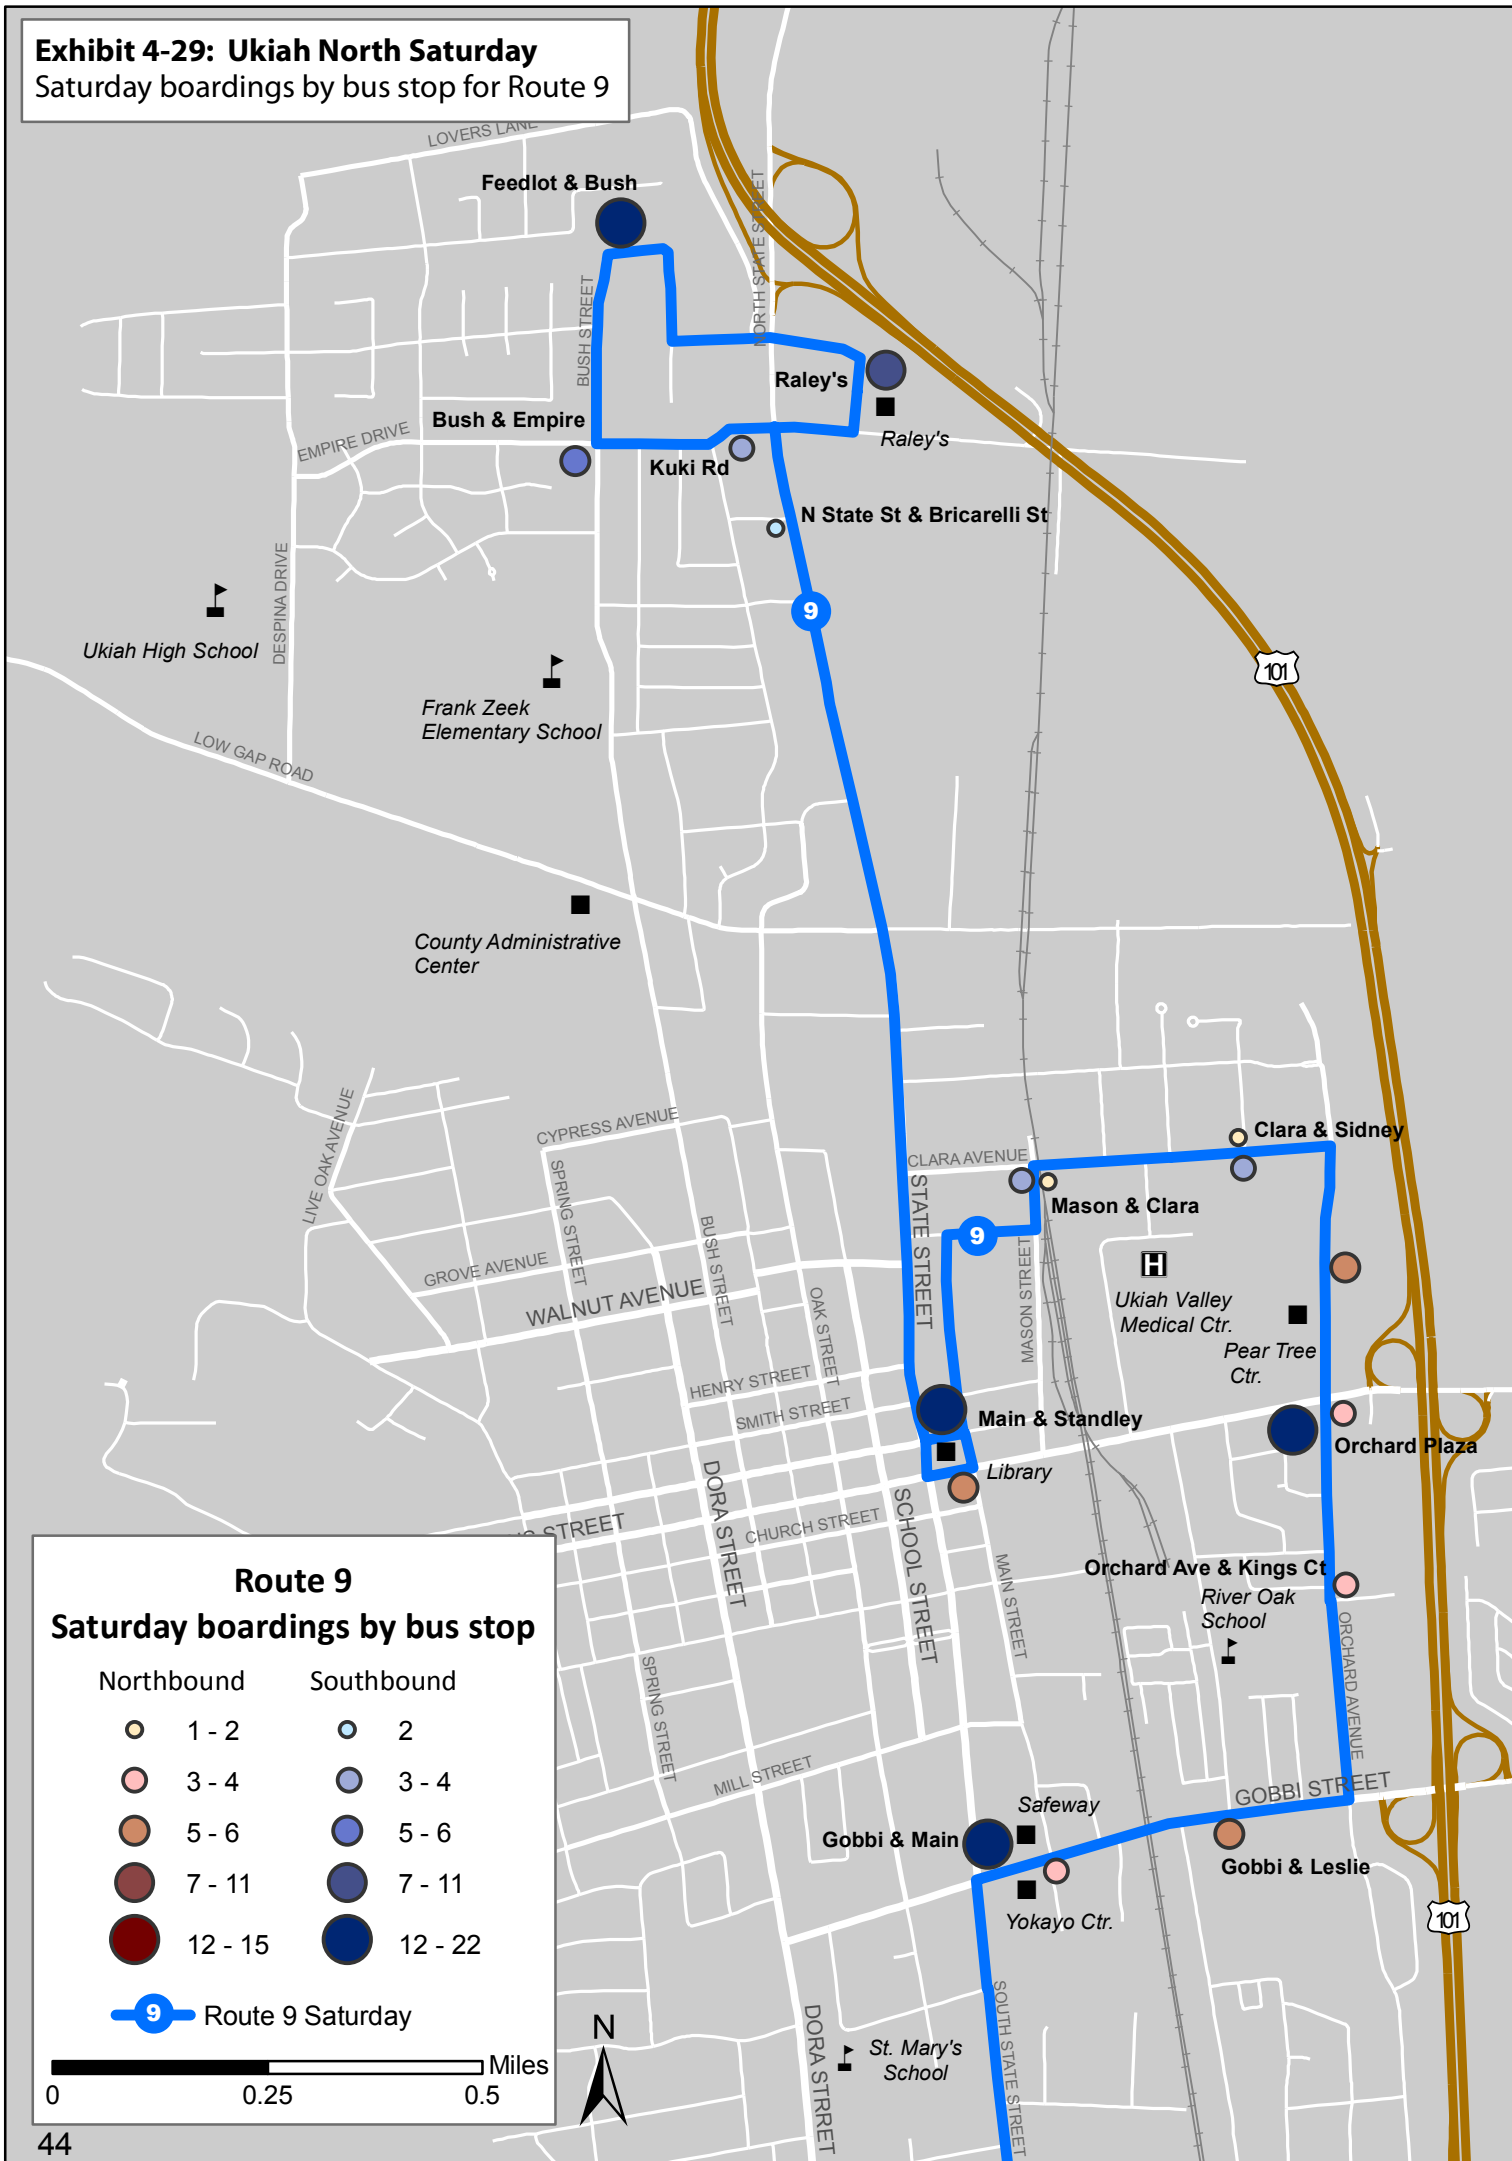 Exhibit 4-29: Ukiah North Saturday
Saturday boardings by bus stop for Route 9
LOVERS LANE
Feedlot & Bush
NORTH STATE STREET
BUSH STREET
Raley's
Raley's
Bush & Empire
EMPIRE DRIVE
Kuki Rd
N State St & Bricarelli St
DESPINA DRIVE
9
Ukiah High School
101
Frank Zeek
Elementary School
LOW GAP ROAD
County Administrative
Center
LIVE OAK AVENUE
CYPRESS AVENUE
Clara & Sidney
CLARA AVENUE
SPRING STREET
STATE STREET
Mason & Clara
BUSH STREET
9
MASON STREET
GROVE AVENUE
H
Ukiah Valley
Medical Ctr.
WALNUT AVENUE
OAK STREET
Pear Tree
Ctr.
HENRY STREET
SMITH STREET
Main & Standley
Orchard Plaza
Library
DORA STREET
SCHOOL STREET
CHURCH STREET
STREET
MAIN STREET
Orchard Ave & Kings Ct
River Oak
School
ORCHARD AVENUE
SPRING STREET
MILL STREET
GOBBI STREET
Safeway
Gobbi & Main
Gobbi & Leslie
Yokayo Ctr.
101
SOUTH STATE STREET
DORA STRRET
St. Mary's
School
Route 9
Saturday boardings by bus stop
Northbound Southbound
1 - 2 2
3 - 4 3 - 4
5 - 6 5 - 6
7 - 11 7 - 11
12 - 15 12 - 22
9 Route 9 Saturday
Miles
0 0.25 0.5
N
44